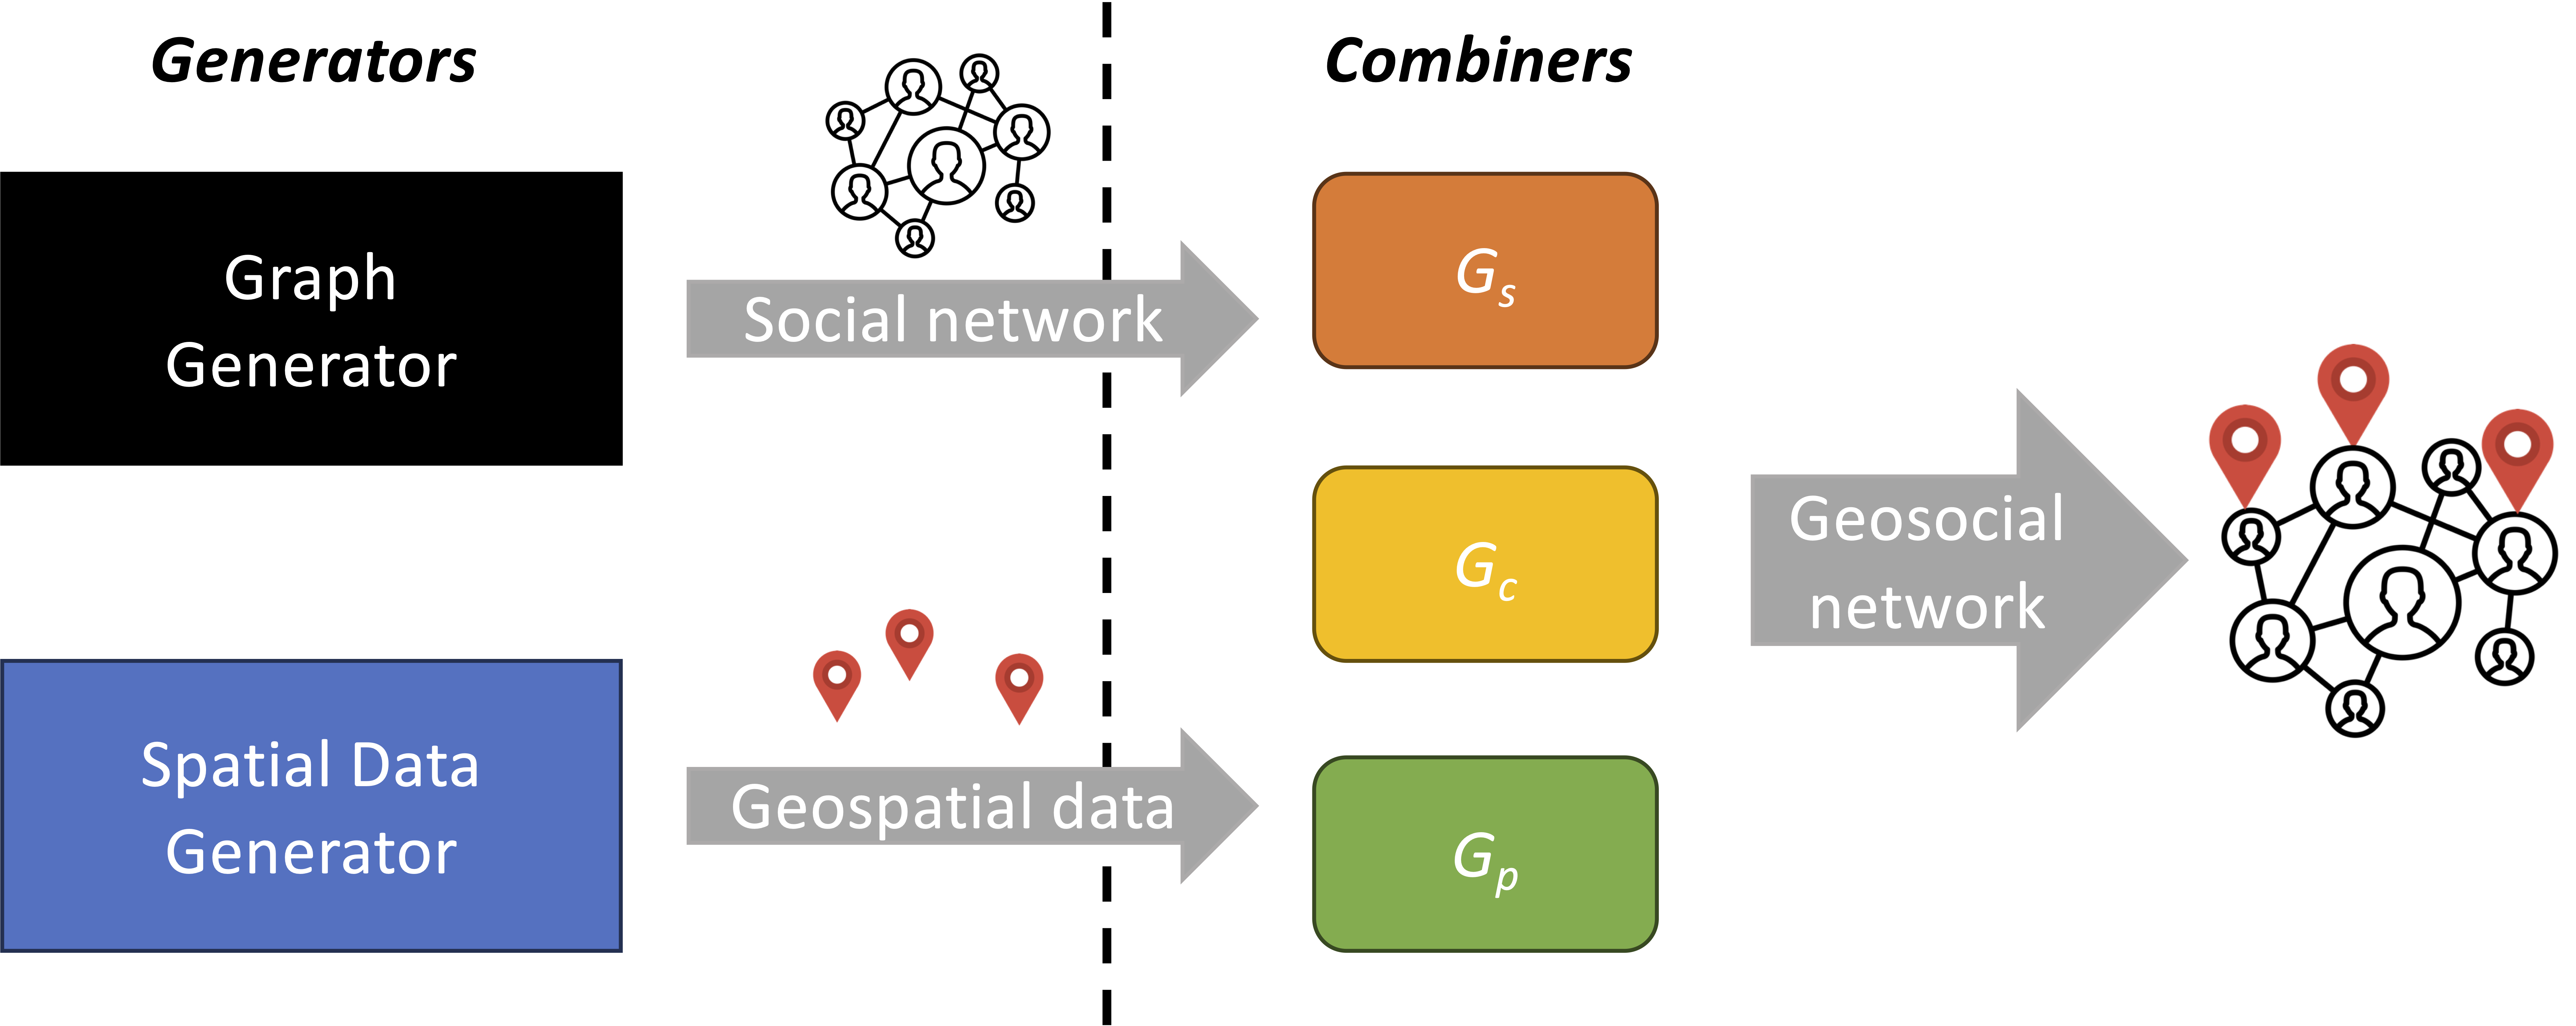 Generators
Combiners
Graph
Generator
Social network
G_s
Geosocial
network
G_c
Spatial Data
Generator
Geospatial data
G_p